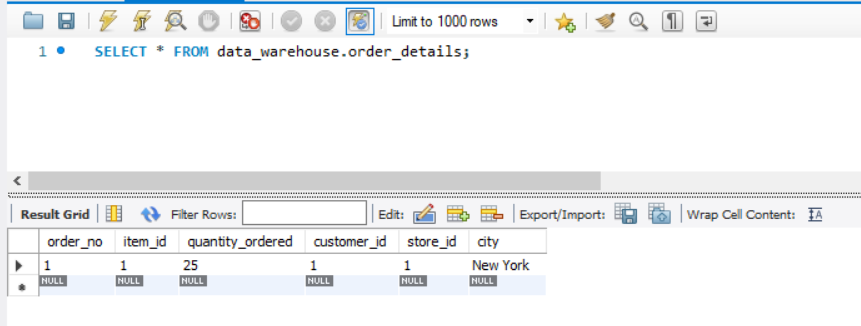 Limit to 1000 rows
1 SELECT * FROM data_warehouse.order_details;
Result Grid Filter Rows: Edit: Export/Import: Wrap Cell Content: IA
order_no item_id quantity_ordered customer_id store_id city
1 1 25 1 1 New York
NULL NULL NULL NULL NULL NULL